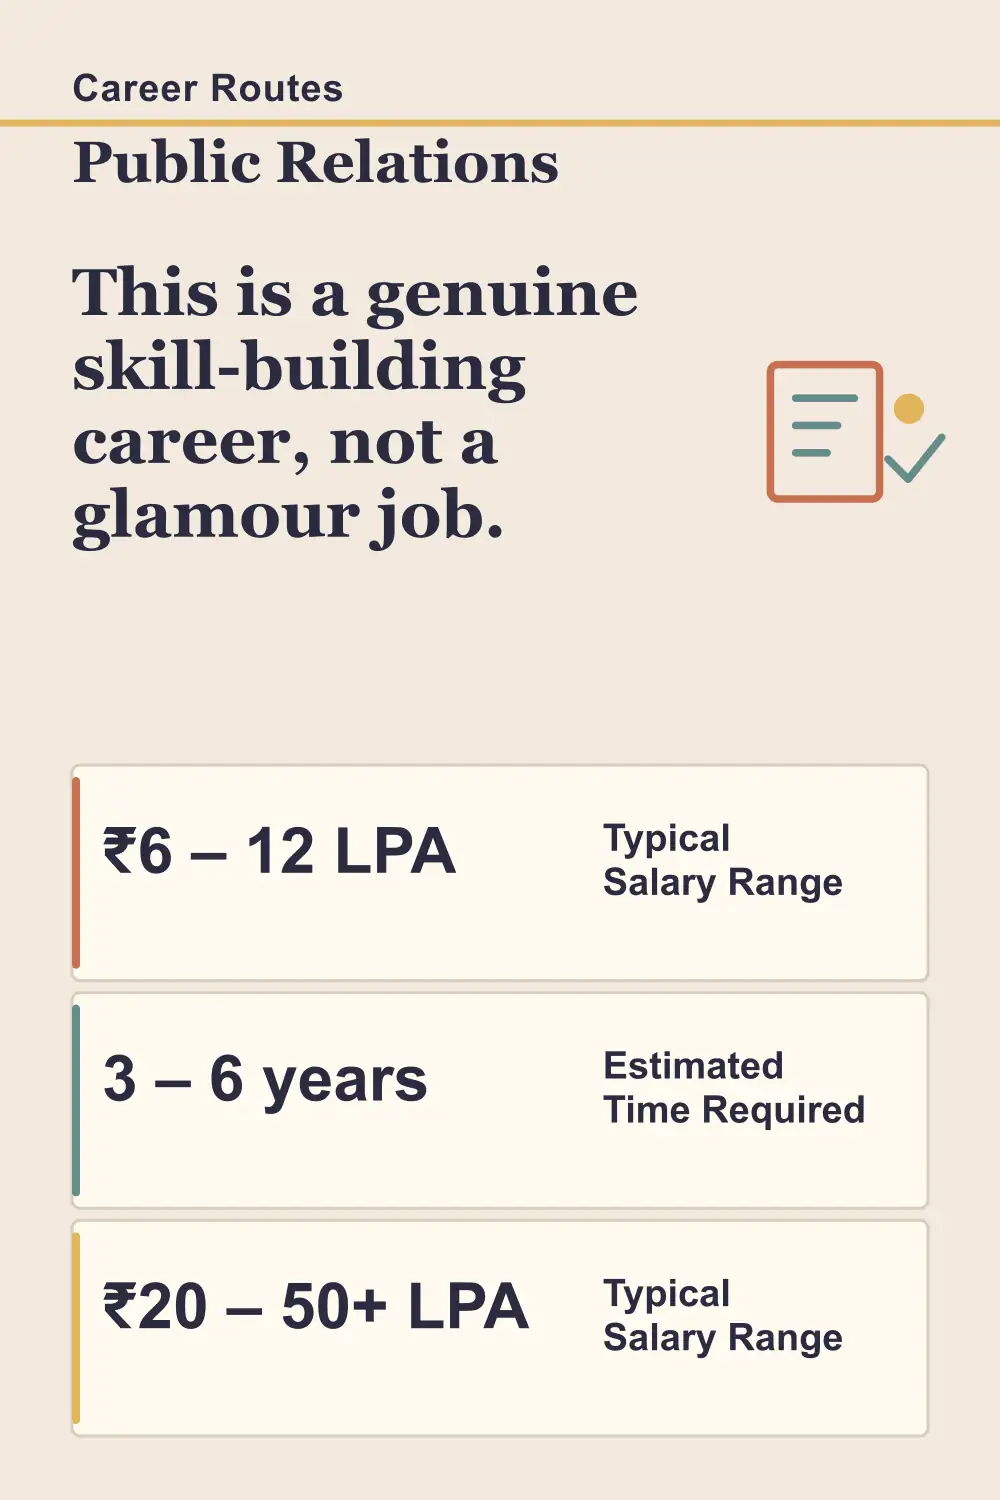 Career Routes
Public Relations
This is a genuine
skill-building
career, not a
glamour job.
₹6 – 12 LPA
Typical
Salary Range
3 – 6 years
Estimated
Time Required
₹20 – 50+ LPA
Typical
Salary Range